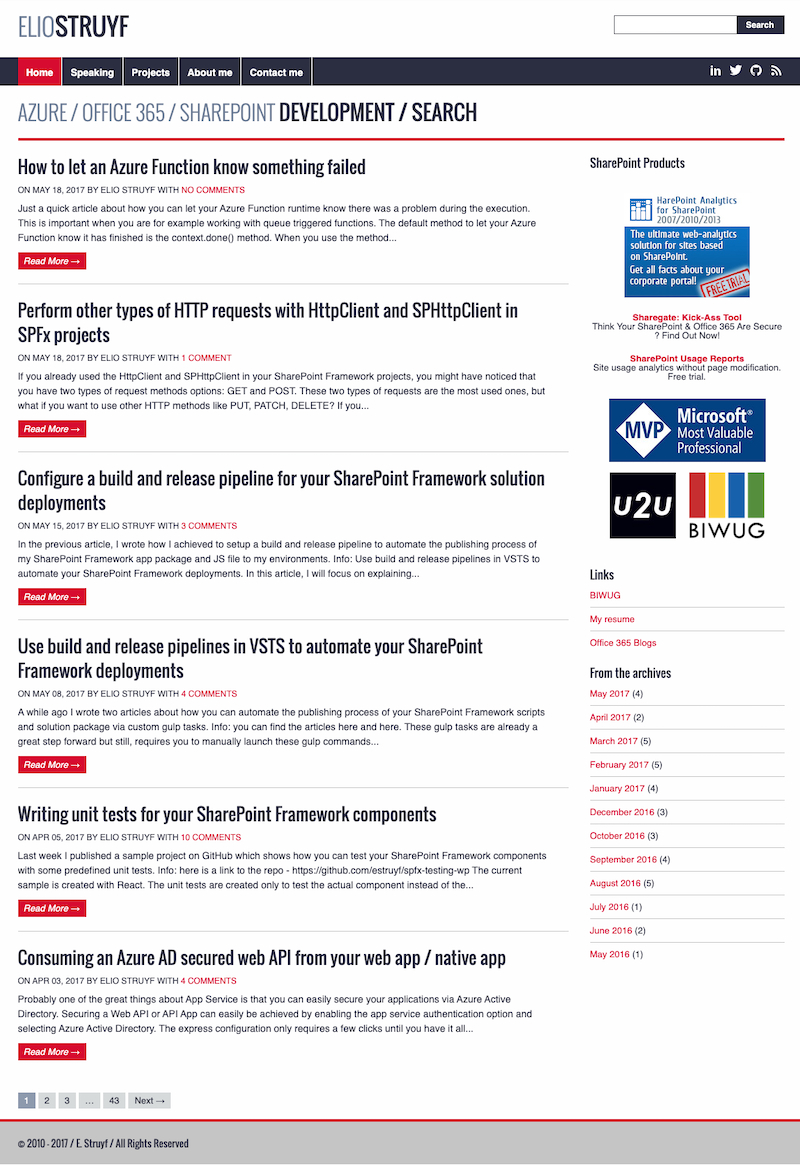 ELIOSTRUYF
Search
Home
Speaking
Projects
About me
Contact me
AZURE / OFFICE 365 / SHAREPOINT DEVELOPMENT / SEARCH
How to let an Azure Function know something failed
ON MAY 18, 2017 BY ELIO STRUYF WITH NO COMMENTS
Just a quick article about how you can let your Azure Function runtime know there was a problem during the execution.
This is important when you are for example working with queue triggered functions. The default method to let your Azure
Function know it has finished is the context.done() method. When you use the method...
Read More →
Perform other types of HTTP requests with HttpClient and SPHttpClient in
SPFx projects
ON MAY 18, 2017 BY ELIO STRUYF WITH 1 COMMENT
If you already used the HttpClient and SPHttpClient in your SharePoint Framework projects, you might have noticed that
you have two types of request methods options: GET and POST. These two types of requests are the most used ones, but
what if you want to use other HTTP methods like PUT, PATCH, DELETE? If you...
Read More →
Configure a build and release pipeline for your SharePoint Framework solution
deployments
ON MAY 15, 2017 BY ELIO STRUYF WITH 3 COMMENTS
In the previous article, I wrote how I achieved to setup a build and release pipeline to automate the publishing process of
my SharePoint Framework app package and JS file to my environments. Info: Use build and release pipelines in VSTS to
automate your SharePoint Framework deployments. In this article, I will focus on explaining...
Read More →
Use build and release pipelines in VSTS to automate your SharePoint
Framework deployments
ON MAY 08, 2017 BY ELIO STRUYF WITH 4 COMMENTS
A while ago I wrote two articles about how you can automate the publishing process of your SharePoint Framework scripts
and solution package via custom gulp tasks. Info: you can find the articles here and here. These gulp tasks are already a
great step forward but still, requires you to manually launch these gulp commands...
Read More →
Writing unit tests for your SharePoint Framework components
ON APR 05, 2017 BY ELIO STRUYF WITH 10 COMMENTS
Last week I published a sample project on GitHub which shows how you can test your SharePoint Framework components
with some predefined unit tests. Info: here is a link to the repo - https://github.com/estruyf/spfx-testing-wp The current
sample is created with React. The unit tests are created only to test the actual component instead of the...
Read More →
Consuming an Azure AD secured web API from your web app / native app
ON APR 03, 2017 BY ELIO STRUYF WITH 4 COMMENTS
Probably one of the great things about App Service is that you can easily secure your applications via Azure Active
Directory. Securing a Web API or API App can easily be achieved by enabling the app service authentication option and
selecting Azure Active Directory. The express configuration only requires a few clicks until you have it all...
Read More →
1 2 3 ... 43 Next →
SharePoint Products
HarePoint Analytics
for SharePoint
2007/2010/2013
The ultimate web-analytics
solution for sites based
on SharePoint.
Get all facts about your
corporate portal!
FREE TRIAL
Sharegate: Kick-Ass Tool
Think Your SharePoint & Office 365 Are Secure
? Find Out Now!
SharePoint Usage Reports
Site usage analytics without page modification.
Free trial.
MVP
Microsoft®
Most Valuable
Professional
u2u
BIWUG
Links
BIWUG
My resume
Office 365 Blogs
From the archives
May 2017 (4)
April 2017 (2)
March 2017 (5)
February 2017 (5)
January 2017 (4)
December 2016 (3)
October 2016 (3)
September 2016 (4)
August 2016 (5)
July 2016 (1)
June 2016 (2)
May 2016 (1)
© 2010 - 2017 / E. Struyf / All Rights Reserved